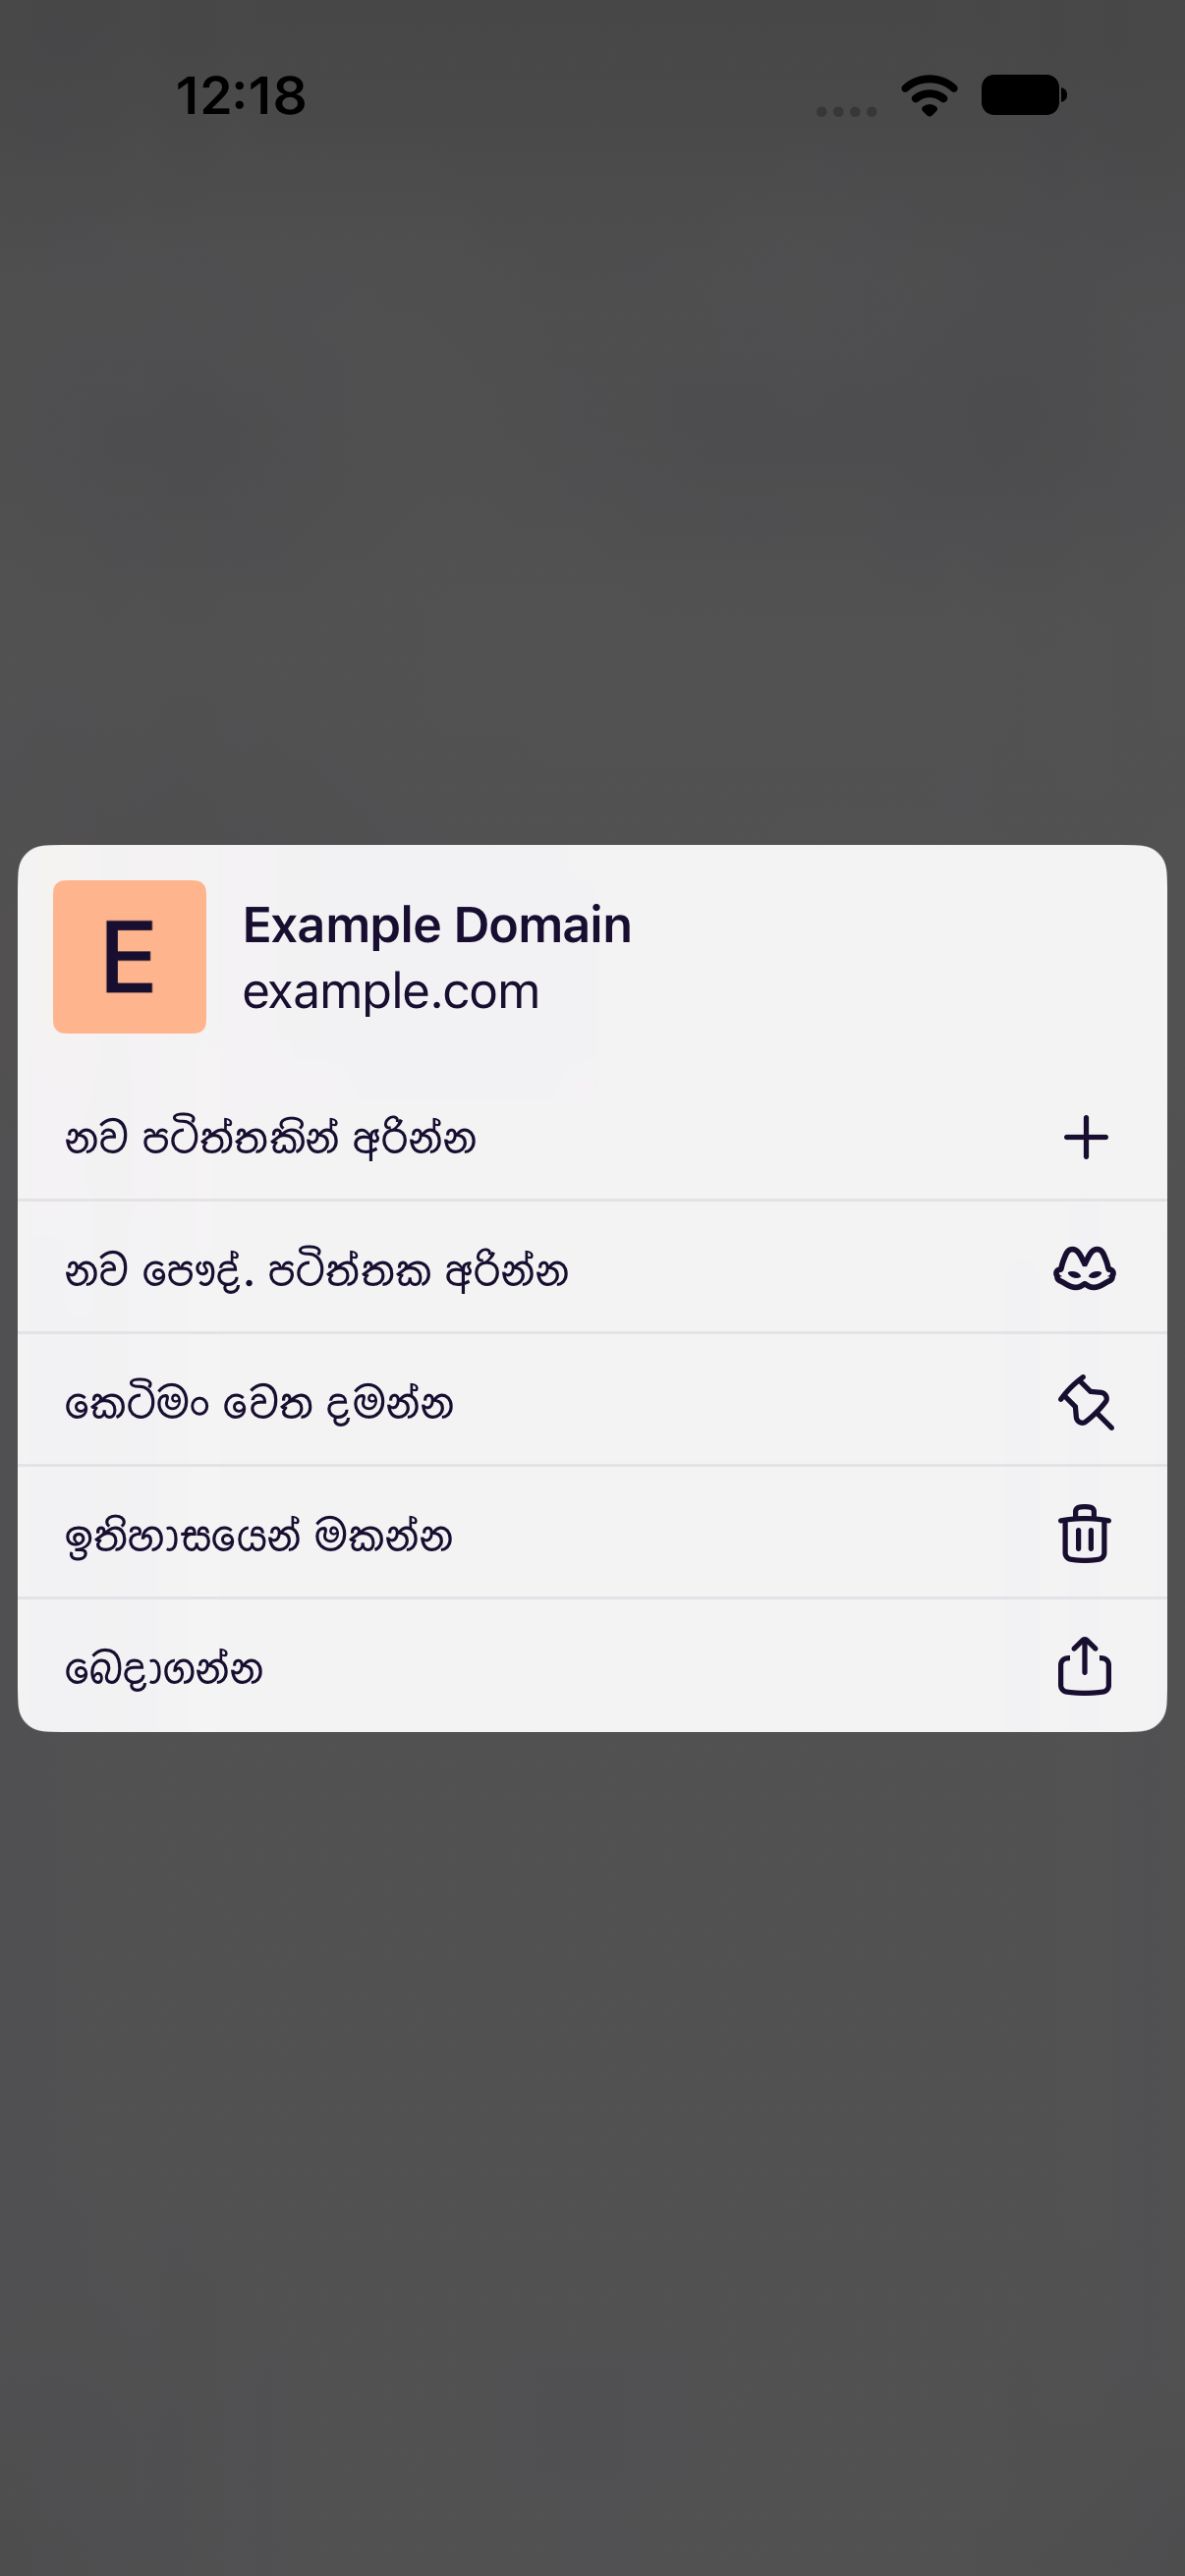 12:18
E
Example Domain
example.com
නව පටිත්තකින් අරින්න
නව පෞද්. පටිත්තක අරින්න
කෙටිමං වෙත දමන්න
ඉතිහාසයෙන් මකන්න
බෙදාගන්න